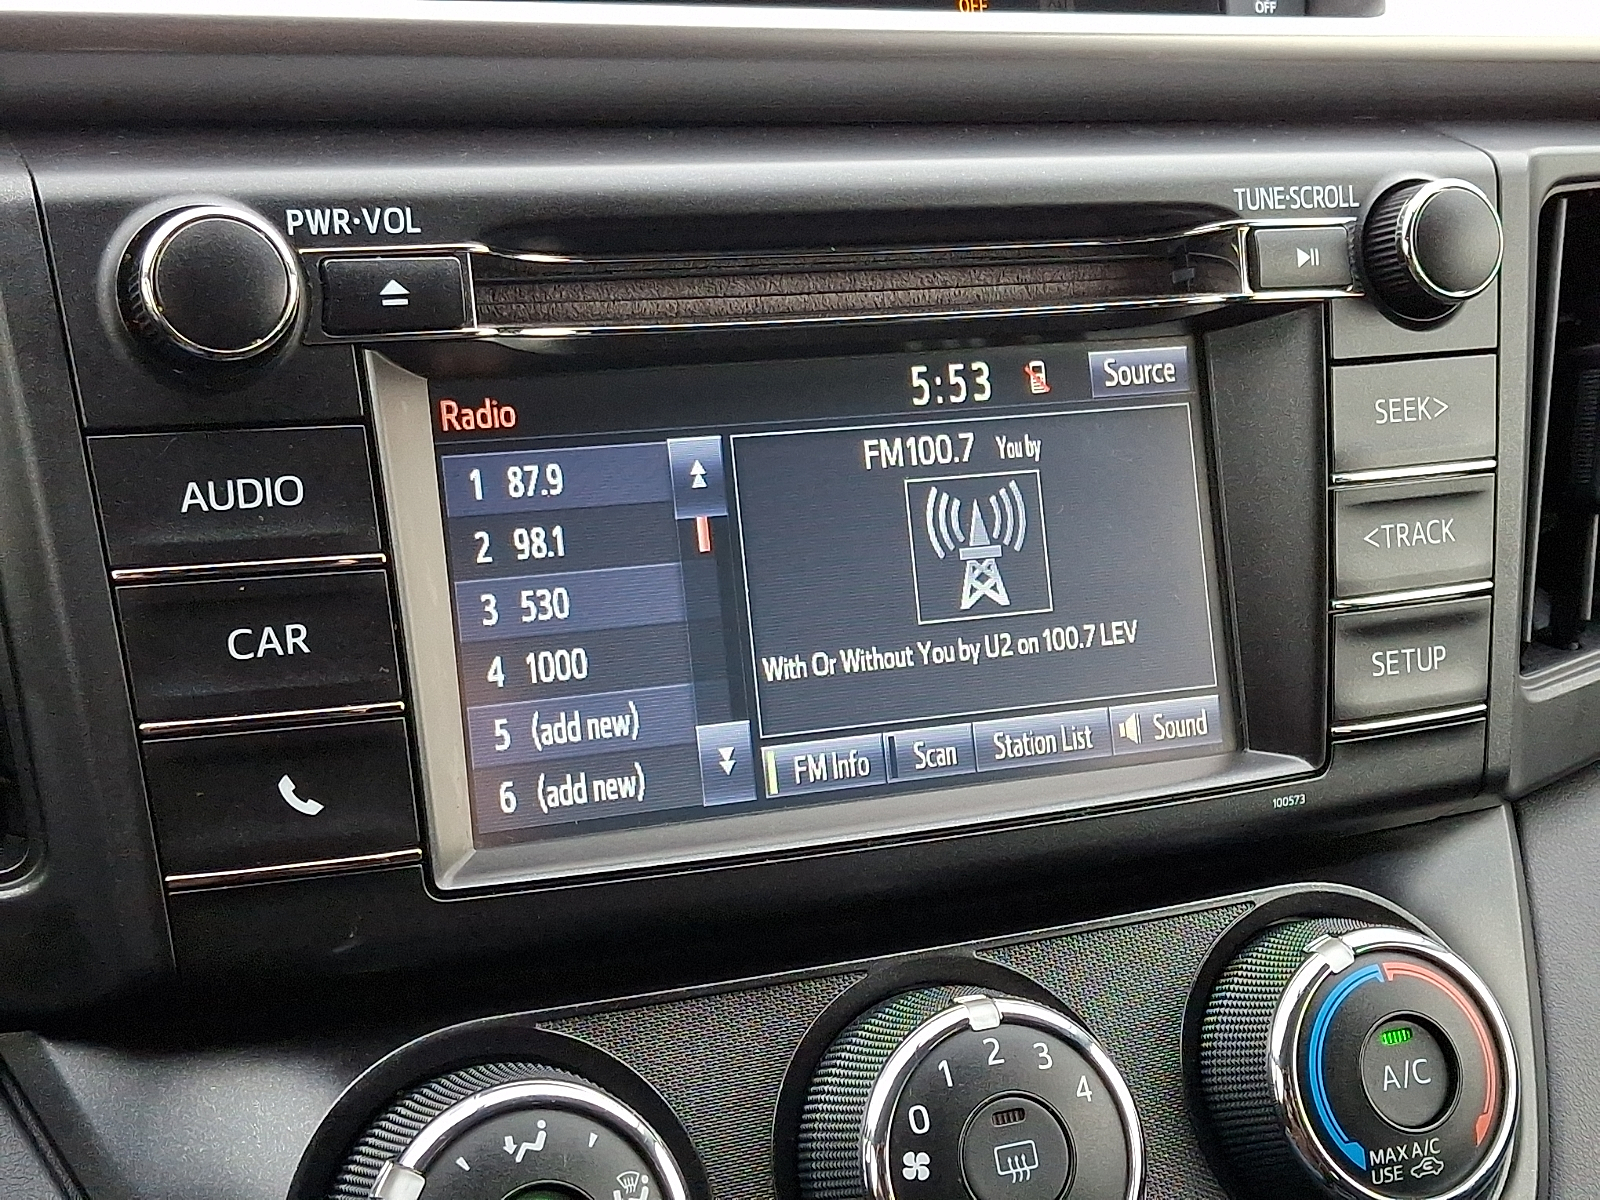 OFF
OFF
PWR·VOL
TUNE·SCROLL
5:53
Source
Radio
SEEK>
FM100.7 You by
1 87.9
2 98.1
3 530
4 1000
5 (add new)
6 (add new)
AUDIO
<TRACK
CAR
With Or Without You by U2 on 100.7 LEV
SETUP
FM Info
Scan
Station List
Sound
100573
0
1
2
3
4
A/C
MAX A/C
USE